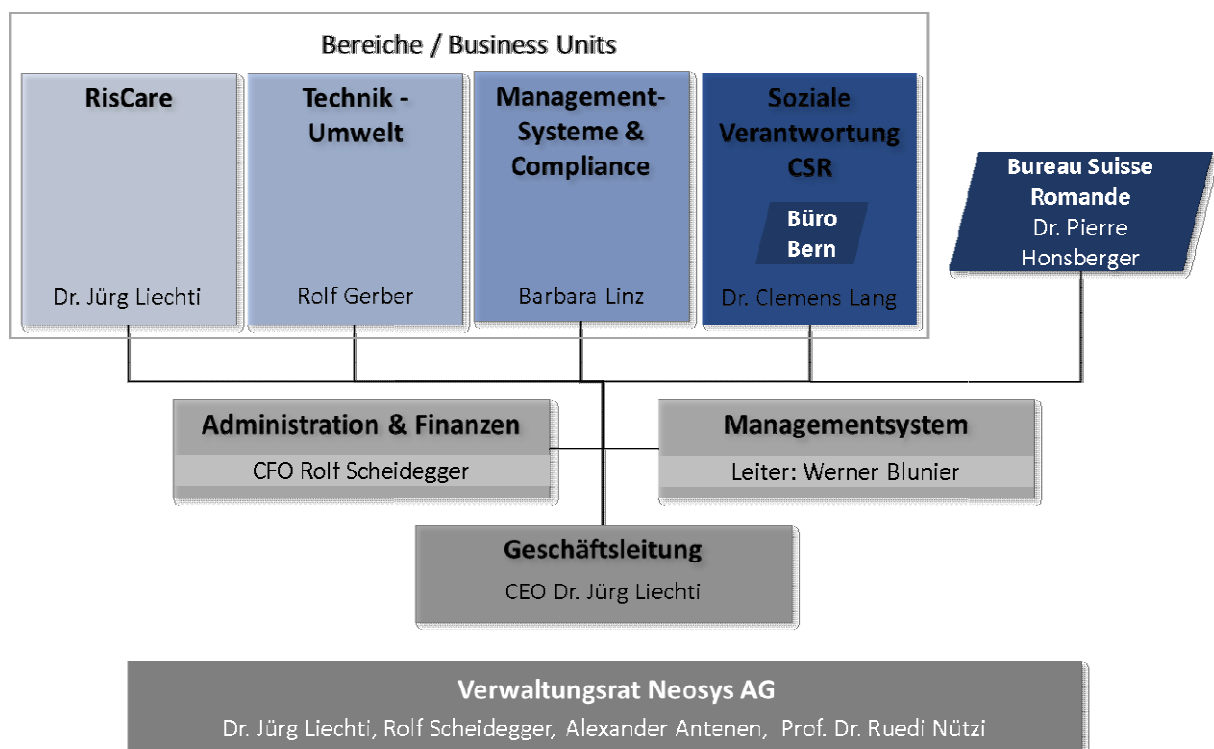 Bereiche / Business Units
RisCare
Dr. Jürg Liechti
Technik -
Umwelt
Rolf Gerber
Management-
Systeme &
Compliance
Barbara Linz
Soziale
Verantwortung
CSR
Büro
Bern
Dr. Clemens Lang
Bureau Suisse
Romande
Dr. Pierre
Honsberger
Administration & Finanzen
CFO Rolf Scheidegger
Managementsystem
Leiter: Werner Blunier
Geschäftsleitung
CEO Dr. Jürg Liechti
Verwaltungsrat Neosys AG
Dr. Jürg Liechti, Rolf Scheidegger, Alexander Antenen, Prof. Dr. Ruedi Nützi